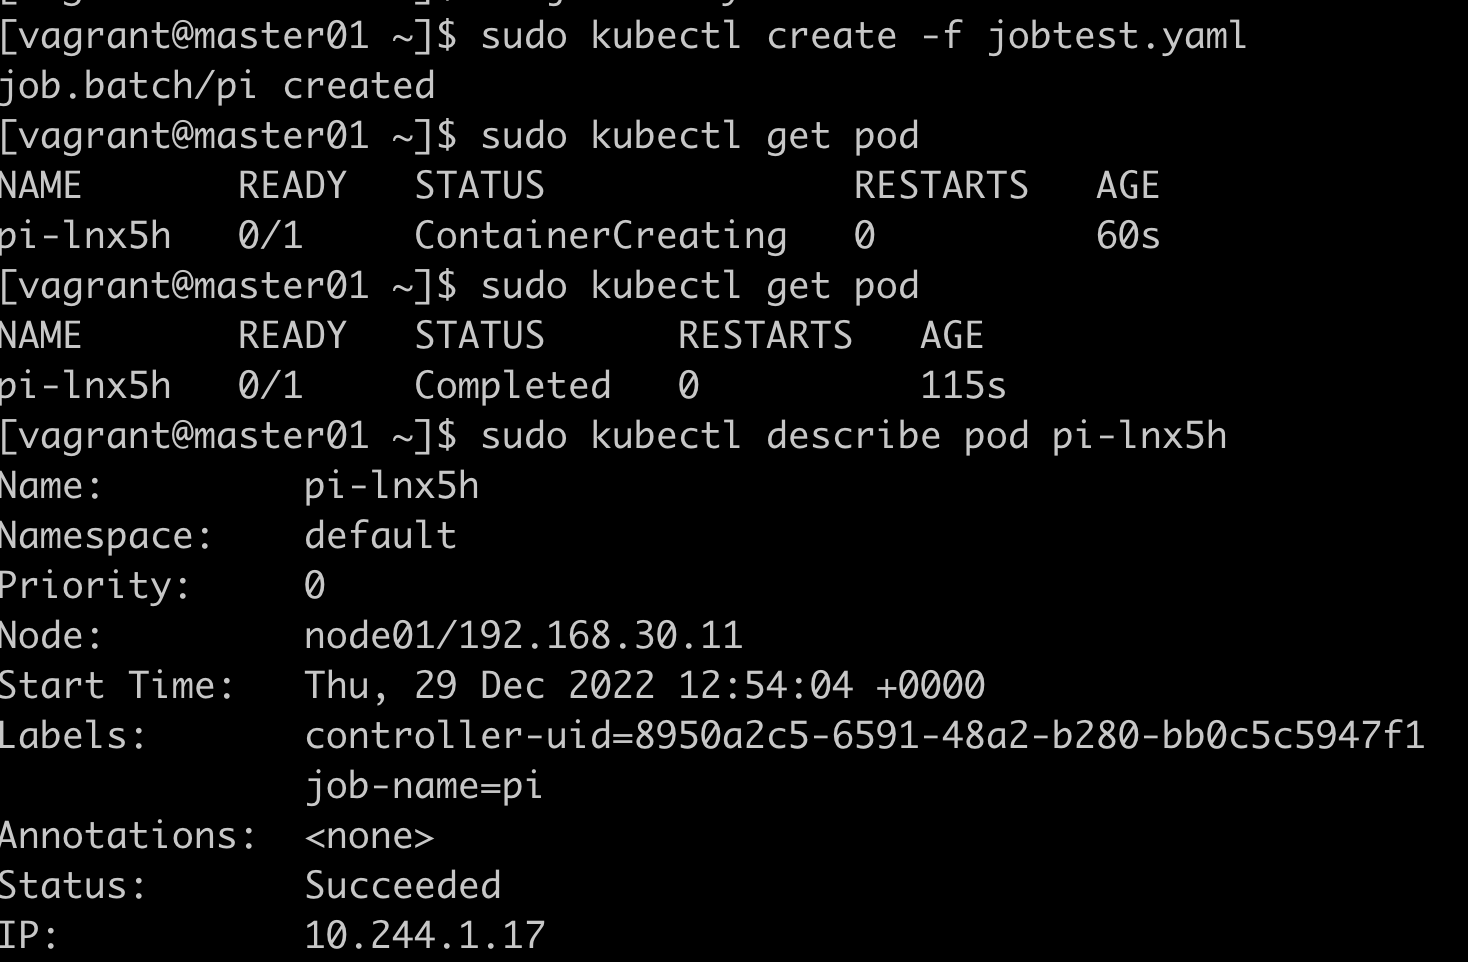 [vagrant@master01 ~]$ sudo kubectl create -f jobtest.yaml
job.batch/pi created
[vagrant@master01 ~]$ sudo kubectl get pod
NAME       READY   STATUS              RESTARTS   AGE
pi-lnx5h   0/1     ContainerCreating   0          60s
[vagrant@master01 ~]$ sudo kubectl get pod
NAME       READY   STATUS      RESTARTS   AGE
pi-lnx5h   0/1     Completed   0          115s
[vagrant@master01 ~]$ sudo kubectl describe pod pi-lnx5h
Name:         pi-lnx5h
Namespace:    default
Priority:     0
Node:         node01/192.168.30.11
Start Time:   Thu, 29 Dec 2022 12:54:04 +0000
Labels:       controller-uid=8950a2c5-6591-48a2-b280-bb0c5c5947f1
              job-name=pi
Annotations:  <none>
Status:       Succeeded
IP:           10.244.1.17